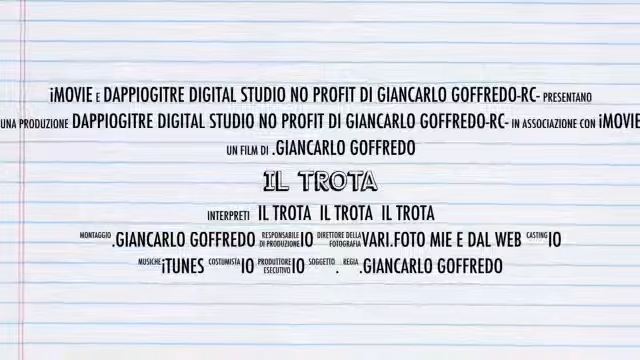 iMOVIE E DAPPIOGITRE DIGITAL STUDIO NO PROFIT DI GIANCARLO GOFFREDO-RC- PRESENTANO
UNA PRODUZIONE DAPPIOGITRE DIGITAL STUDIO NO PROFIT DI GIANCARLO GOFFREDO-RC- IN ASSOCIAZIONE CON iMOVIE
UN FILM DI .GIANCARLO GOFFREDO
IL TROTA
INTERPRETI IL TROTA IL TROTA IL TROTA
MONTAGGIO .GIANCARLO GOFFREDO RESPONSABILE DI PRODUZIONE IO DIRETTORE DELLA FOTOGRAFIA VARI.FOTO MIE E DAL WEB CASTING IO
MUSICHE iTUNES COSTUMISTA IO PRODUTTORE ESECUTIVO IO SOGGETTO . REGIA .GIANCARLO GOFFREDO